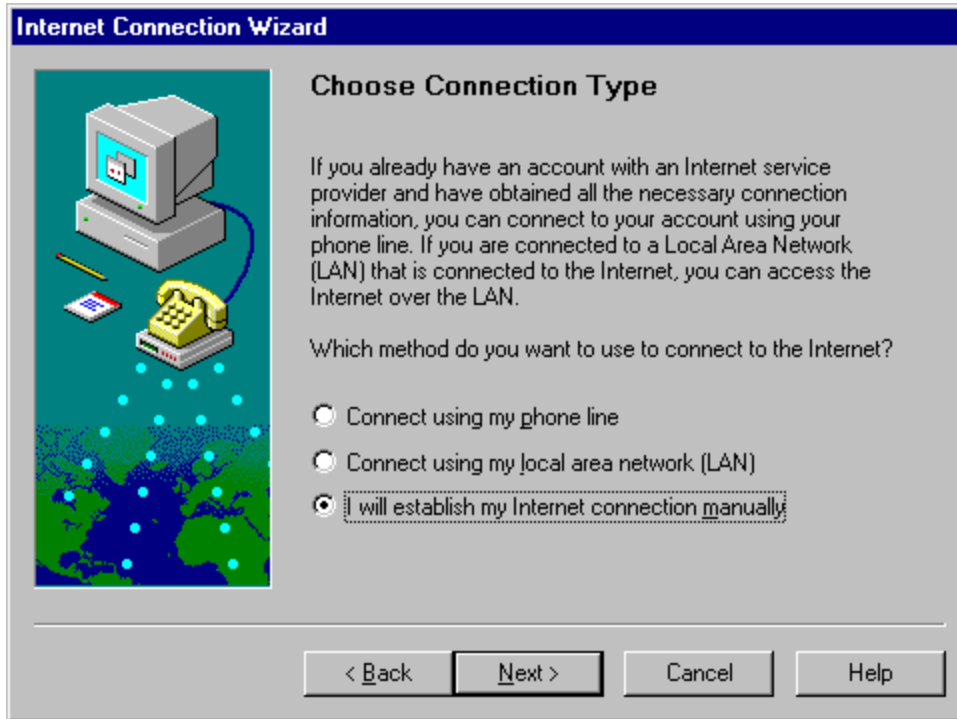 Internet Connection Wizard
Choose Connection Type
If you already have an account with an Internet service
provider and have obtained all the necessary connection
information, you can connect to your account using your
phone line. If you are connected to a Local Area Network
(LAN) that is connected to the Internet, you can access the
Internet over the LAN.
Which method do you want to use to connect to the Internet?
Connect using my phone line
Connect using my local area network (LAN)
I will establish my Internet connection manually
< Back Next > Cancel Help